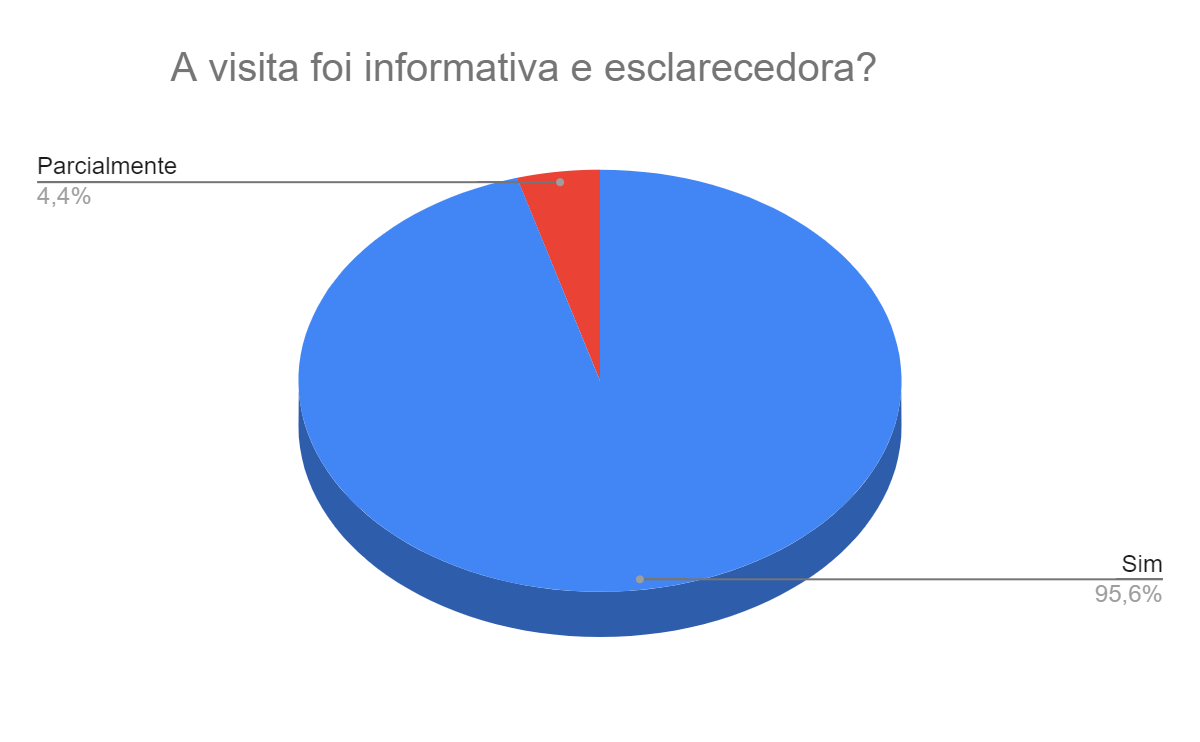 A visita foi informativa e esclarecedora?
Parcialmente
4,4%
Sim
95,6%